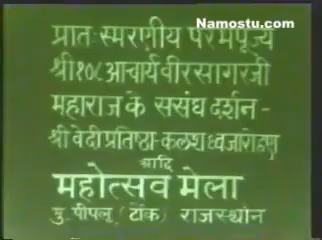 Namostu.com
प्रातः स्मरणीय परमपूज्य
श्री १०८ आचार्य वीरसागरजी
महाराज के ससंघ दर्शन -
श्री वेदी प्रतिष्ठा-कलश ध्वजारोहण
आदि
महोत्सव मेला
मु. पीपलू (टोंक) राजस्थान